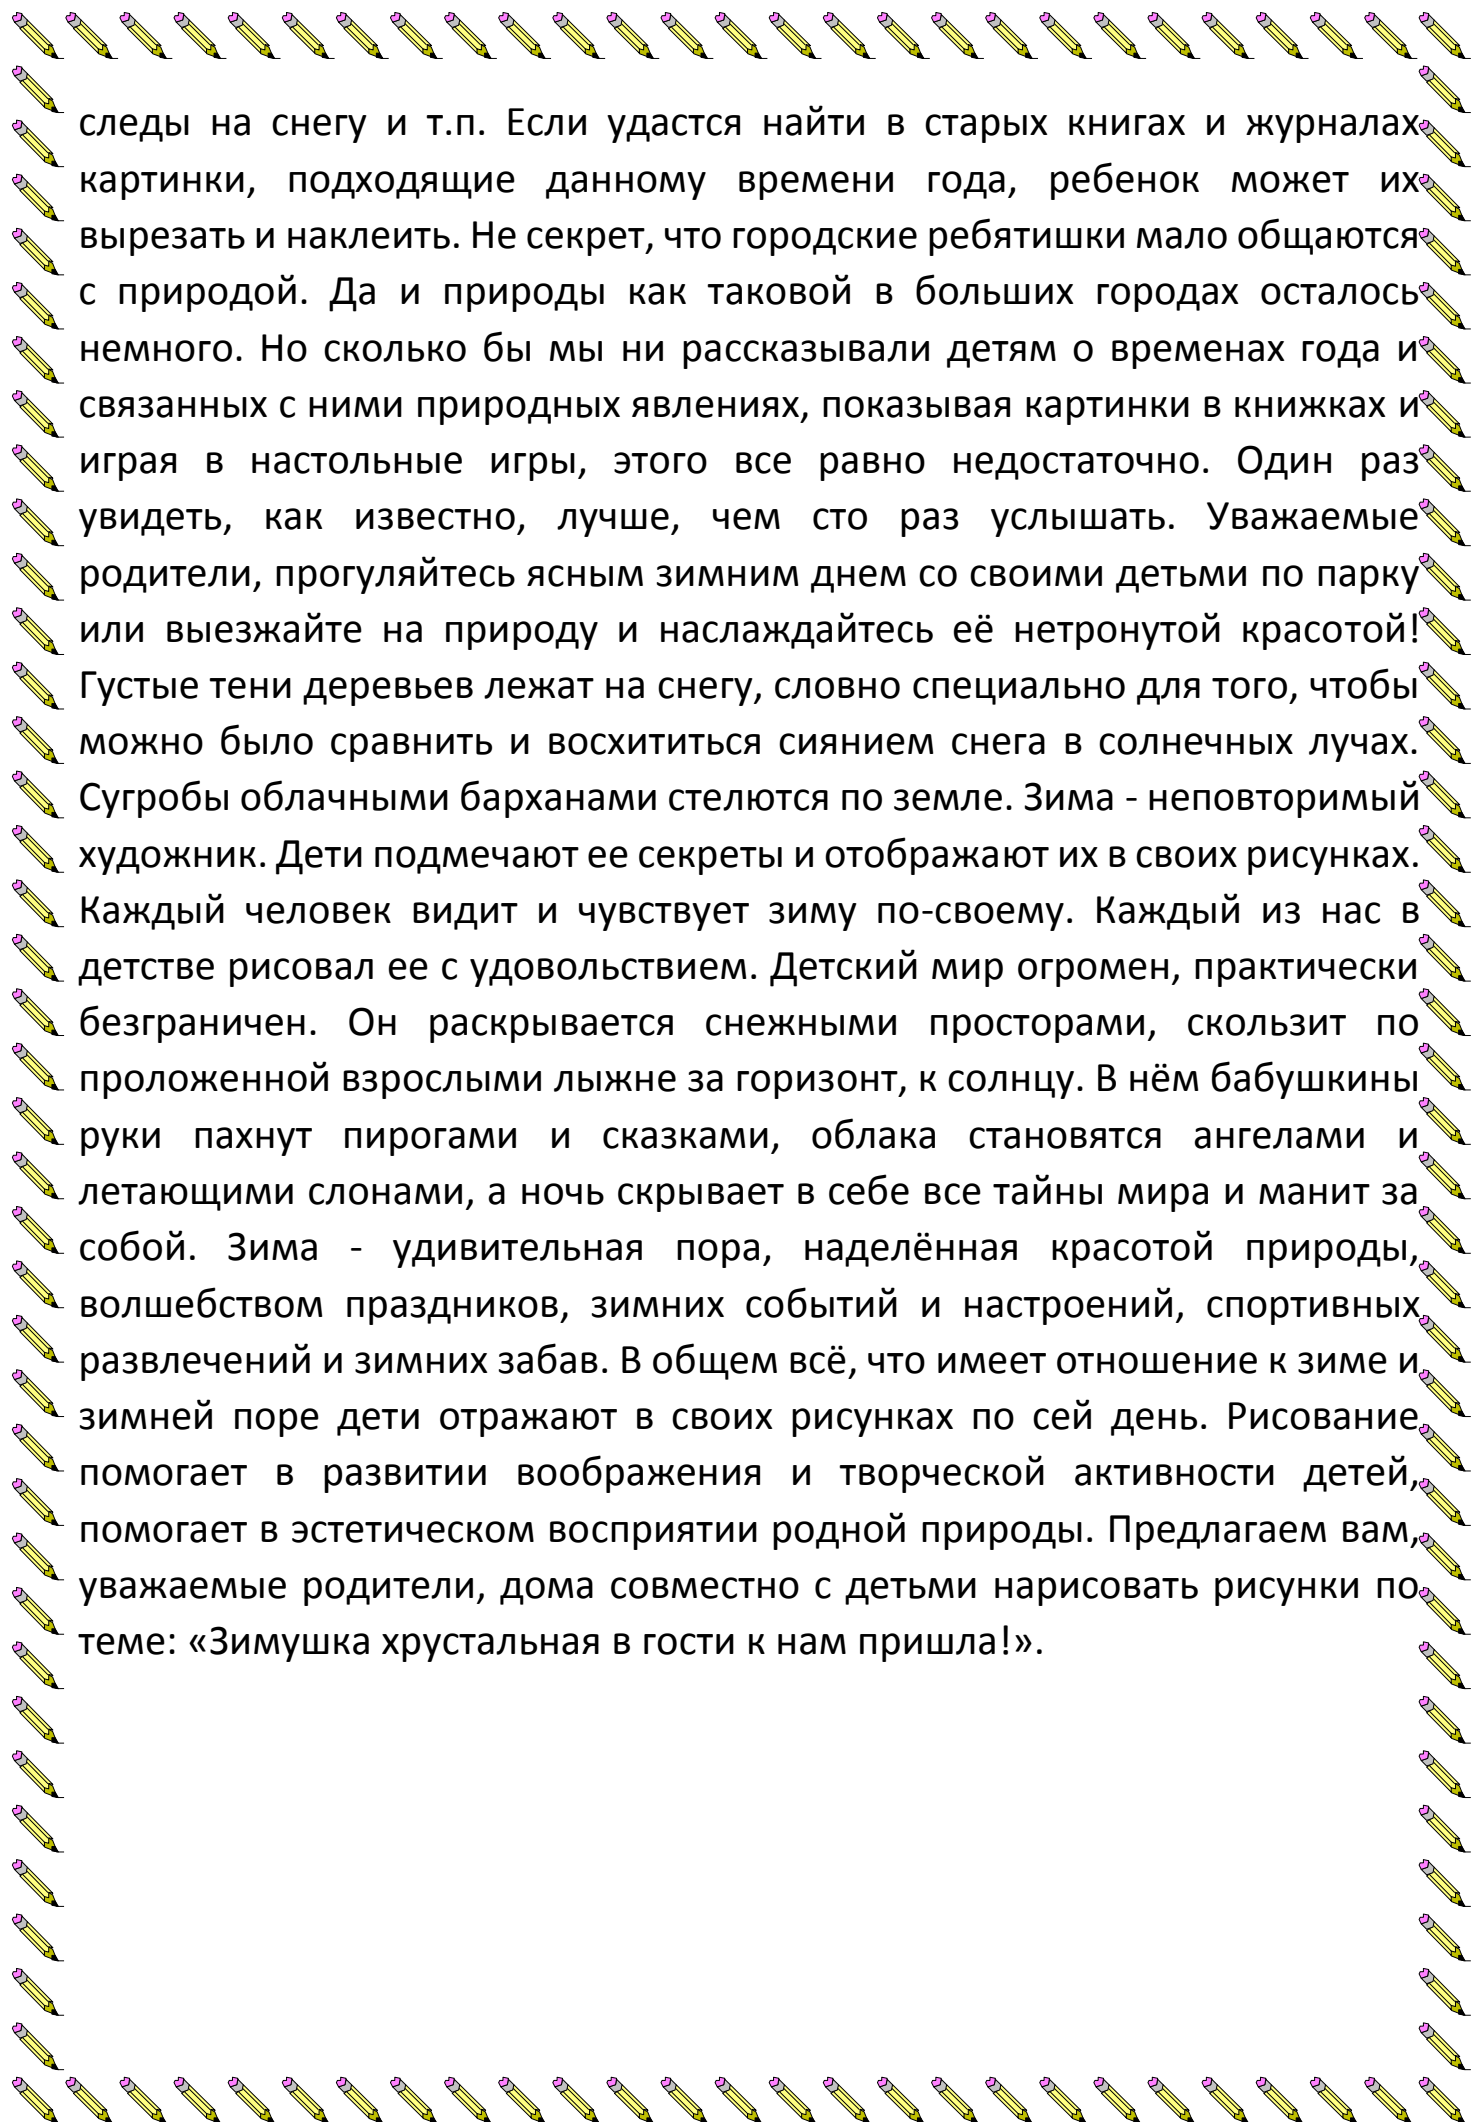 следы на снегу и т.п. Если удастся найти в старых книгах и журналах
картинки, подходящие данному времени года, ребенок может их
вырезать и наклеить. Не секрет, что городские ребятишки мало общаются
с природой. Да и природы как таковой в больших городах осталось
немного. Но сколько бы мы ни рассказывали детям о временах года и
связанных с ними природных явлениях, показывая картинки в книжках и
играя в настольные игры, этого все равно недостаточно. Один раз
увидеть, как известно, лучше, чем сто раз услышать. Уважаемые
родители, прогуляйтесь ясным зимним днем со своими детьми по парку
или выезжайте на природу и наслаждайтесь её нетронутой красотой!
Густые тени деревьев лежат на снегу, словно специально для того, чтобы
можно было сравнить и восхититься сиянием снега в солнечных лучах.
Сугробы облачными барханами стелются по земле. Зима - неповторимый
художник. Дети подмечают ее секреты и отображают их в своих рисунках.
Каждый человек видит и чувствует зиму по-своему. Каждый из нас в
детстве рисовал ее с удовольствием. Детский мир огромен, практически
безграничен. Он раскрывается снежными просторами, скользит по
проложенной взрослыми лыжне за горизонт, к солнцу. В нём бабушкины
руки пахнут пирогами и сказками, облака становятся ангелами и
летающими слонами, а ночь скрывает в себе все тайны мира и манит за
собой. Зима - удивительная пора, наделённая красотой природы,
волшебством праздников, зимних событий и настроений, спортивных
развлечений и зимних забав. В общем всё, что имеет отношение к зиме и
зимней поре дети отражают в своих рисунках по сей день. Рисование
помогает в развитии воображения и творческой активности детей,
помогает в эстетическом восприятии родной природы. Предлагаем вам,
уважаемые родители, дома совместно с детьми нарисовать рисунки по
теме: «Зимушка хрустальная в гости к нам пришла!».